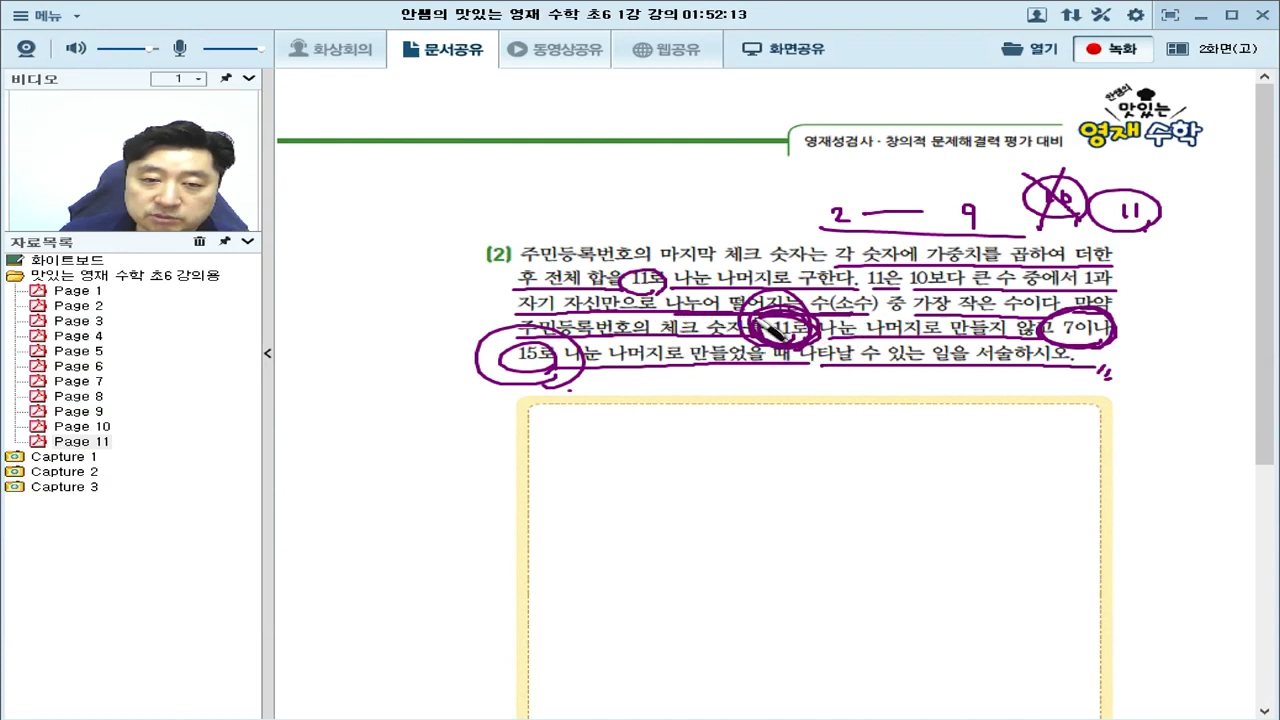 메뉴
안쌤의 맛있는 영재 수학 초6 1강 강의 01:52:13
화상회의
문서공유
동영상공유
웹공유
화면공유
열기
녹화
2화면(고)
비디오
1
자료목록
화이트보드
맛있는 영재 수학 초6 강의용
Page 1
Page 2
Page 3
Page 4
Page 5
Page 6
Page 7
Page 8
Page 9
Page 10
Page 11
Capture 1
Capture 2
Capture 3
안쌤의
맛있는
영재 수학
영재성검사 · 창의적 문제해결력 평가 대비
2 — 9
11
(2) 주민등록번호의 마지막 체크 숫자는 각 숫자에 가중치를 곱하여 더한
후 전체 합을 11로 나눈 나머지로 구한다. 11은 10보다 큰 수 중에서 1과
자기 자신만으로 나누어 떨어지는 수(소수) 중 가장 작은 수이다. 만약
주민등록번호의 체크 숫자 11로 나눈 나머지로 만들지 않고 7이나
15로 나눈 나머지로 만들었을 때 나타날 수 있는 일을 서술하시오.